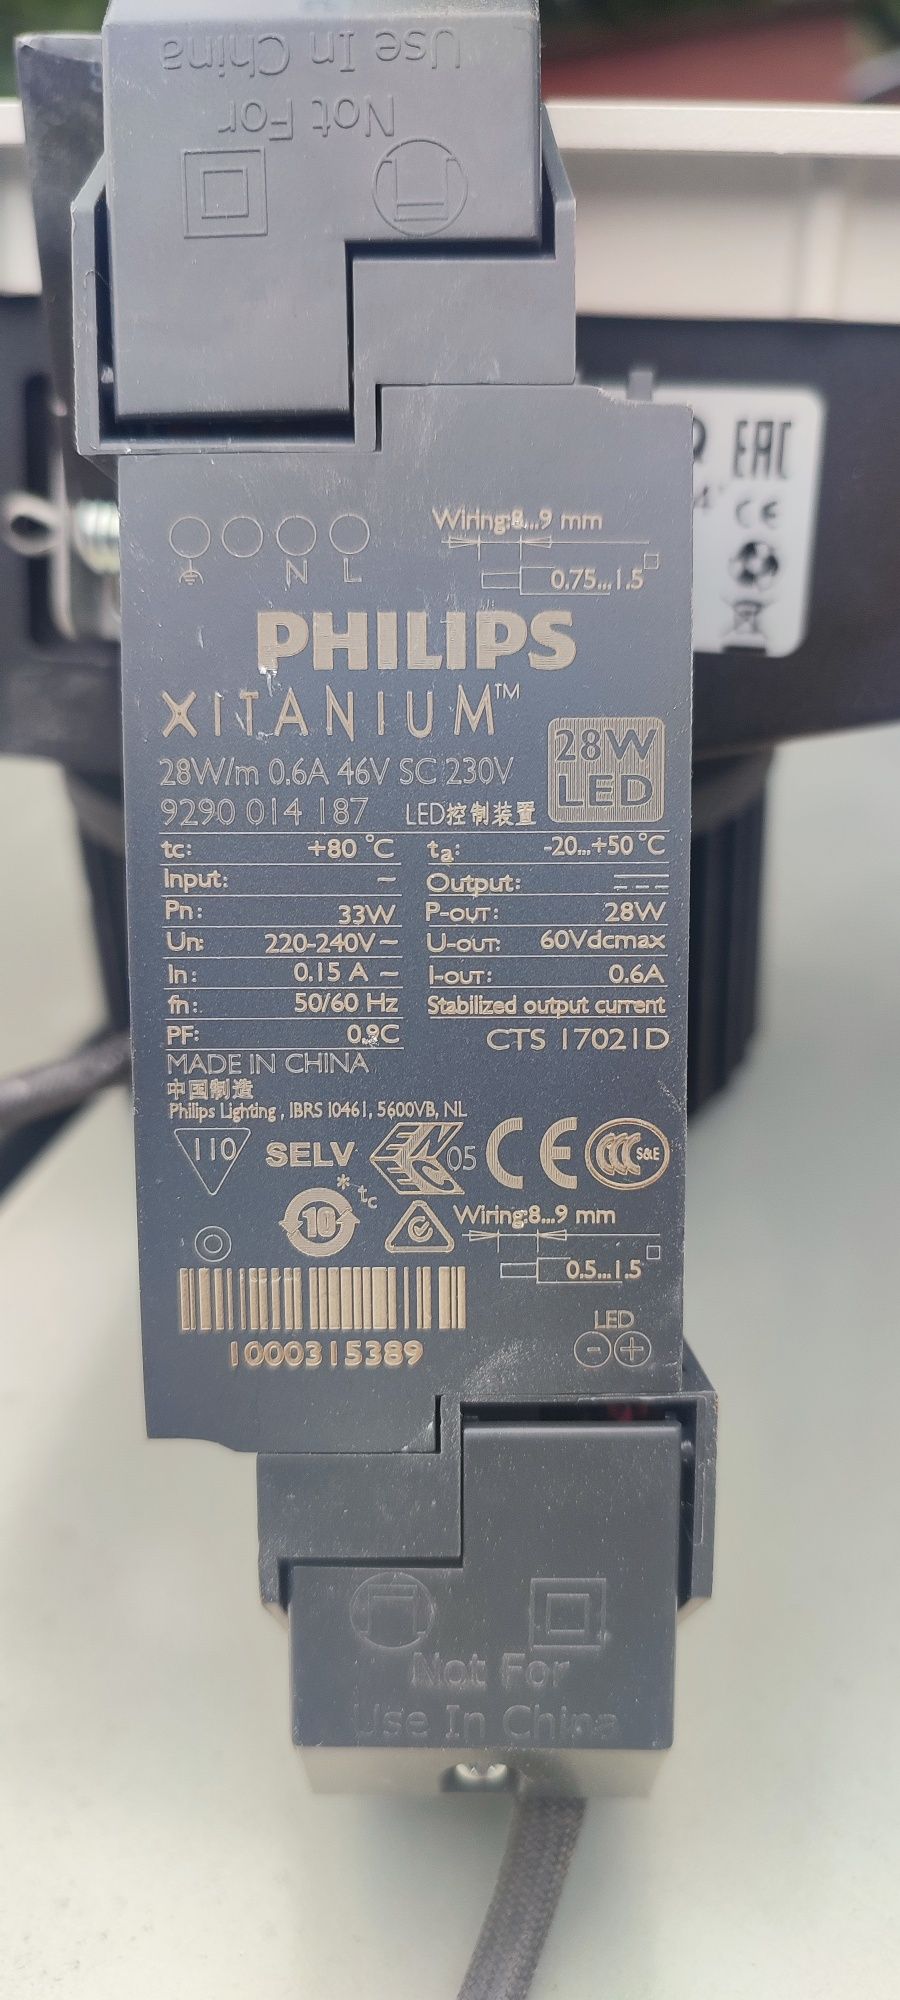 Not For
Use In China
EAC
CE
Wiring:8...9 mm
N L
0.75...1.5
PHILIPS
XITANIUM™
28W/m 0.6A 46V SC 230V
28W
LED
9290 014 187 LED控制装置
tc: +80 °C ta: -20...+50 °C
Input: ~ Output:
Pn: 33W P-OUT: 28W
Un: 220-240V~ U-OUT: 60Vdcmax
In: 0.15 A ~ I-OUT: 0.6A
fn: 50/60 Hz Stabilized output current
PF: 0.9C CTS 17021D
MADE IN CHINA
中国制造
Philips Lighting , IBRS 10461, 5600VB, NL
110 SELV ENEC 05 CE CCC S&E
10 * tc
Wiring:8...9 mm
0.5...1.5
1000315389
LED
- +
Not For
Use In China